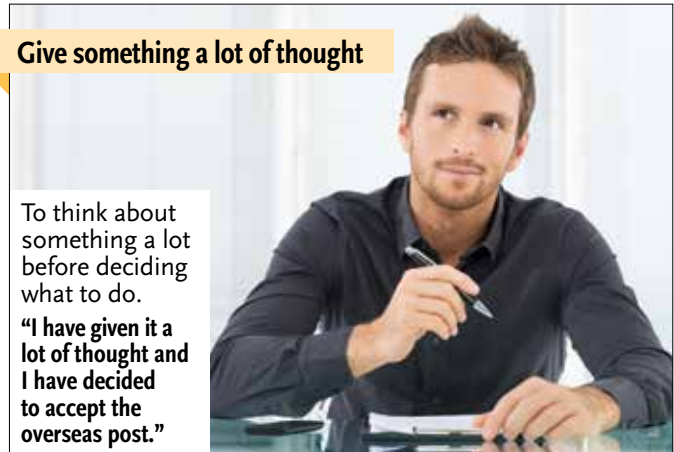 Give something a lot of thought
To think about
something a lot
before deciding
what to do.
“I have given it a
lot of thought and
I have decided
to accept the
overseas post.”